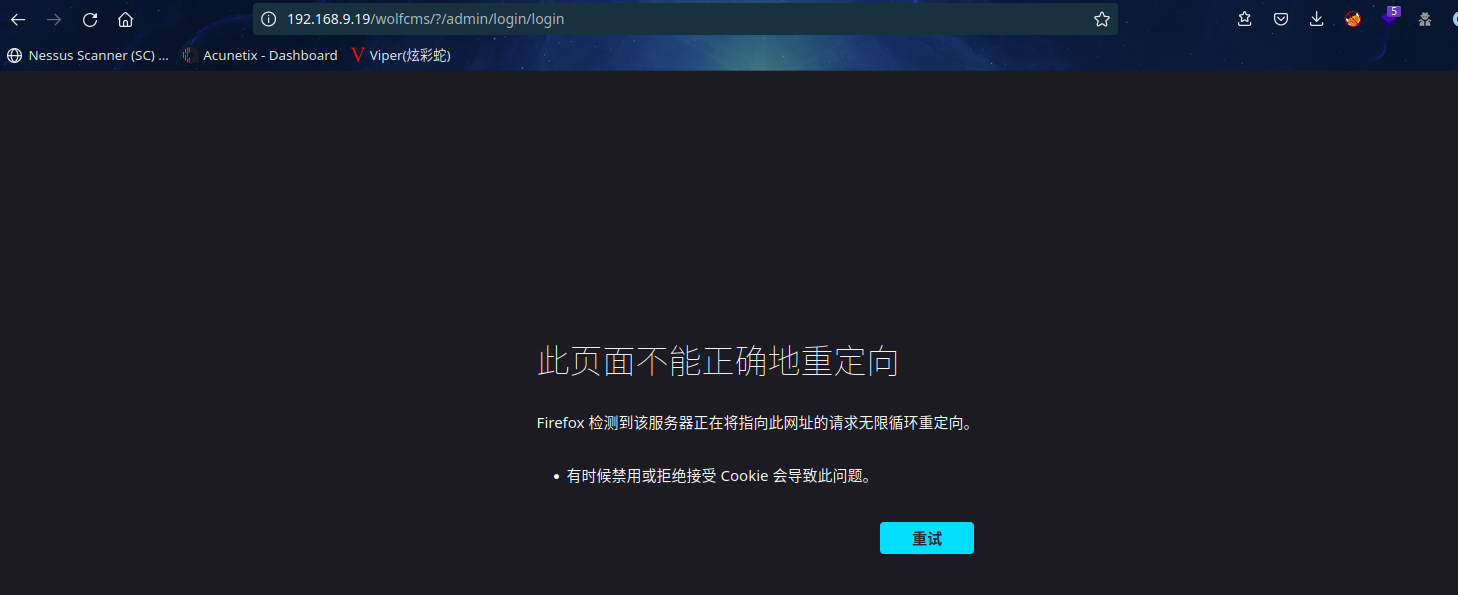 192.168.9.19/wolfcms/?/admin/login/login
5
Nessus Scanner (SC) ... Acunetix - Dashboard Viper(炫彩蛇)
此页面不能正确地重定向
Firefox 检测到该服务器正在将指向此网址的请求无限循环重定向。
• 有时候禁用或拒绝接受 Cookie 会导致此问题。
重试